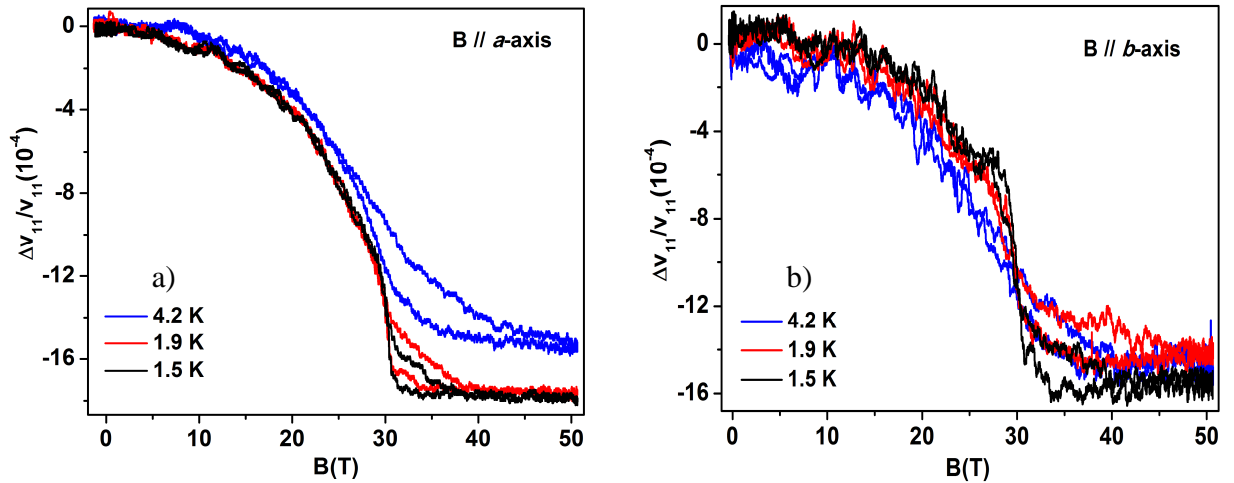 B // a-axis
Δv11/v11(10-4)
0
-4
-8
-12
-16
a)
4.2 K
1.9 K
1.5 K
0 10 20 30 40 50
B(T)
B // b-axis
Δv11/v11(10-4)
0
-4
-8
-12
-16
b)
4.2 K
1.9 K
1.5 K
0 10 20 30 40 50
B(T)